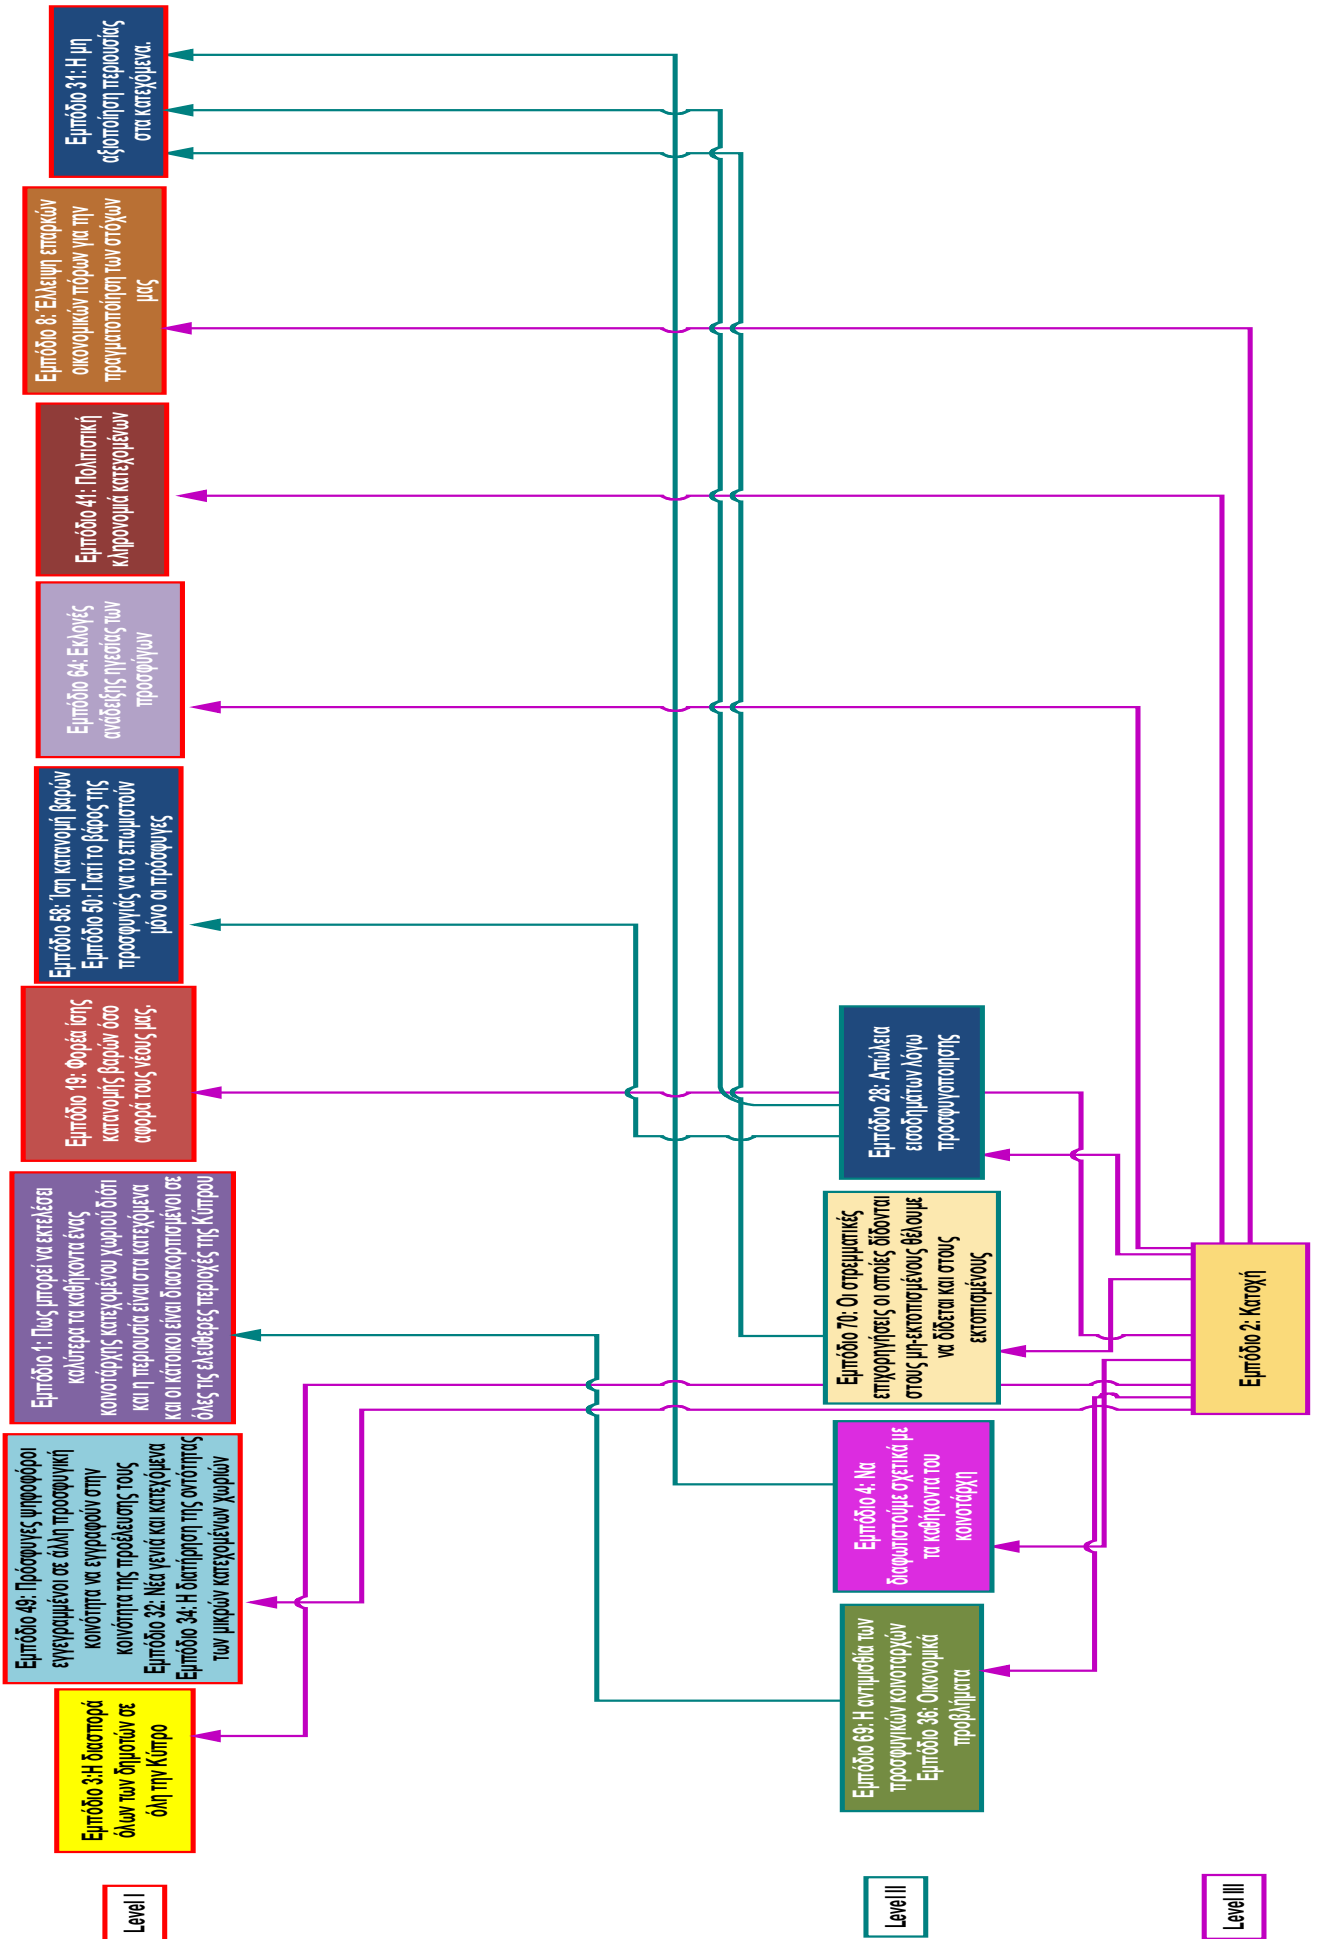 Level I
Εμπόδιο 3:Η διασπορά
όλων των δημοτών σε
όλη την Κύπρο
Εμπόδιο 49: Πρόσφυγες ψηφοφόροι
εγγεγραμμένοι σε άλλη προσφυγική
κοινότητα να εγγραφούν στην
κοινότητα της προέλευσης τους
Εμπόδιο 32: Νέα γενιά και κατεχόμενα
Εμπόδιο 34: Η διατήρηση της οντότητας
των μικρών κατεχομένων χωριών
Εμπόδιο 1: Πως μπορεί να εκτελέσει
καλύτερα τα καθήκοντα ένας
κοινοτάρχης κατεχομένου χωριού διότι
και η περιουσία είναι στα κατεχόμενα
και οι κάτοικοι είναι διασκορπισμένοι σε
όλες τις ελεύθερες περιοχές της Κύπρου
Εμπόδιο 19: Φορέα ίσης
κατανομής βαρών όσο
αφορά τους νέους μας.
Εμπόδιο 58: Ίση κατανομή βαρών
Εμπόδιο 50: Γιατί το βάρος της
προσφυγιάς να το επωμιστούν
μόνο οι πρόσφυγες
Εμπόδιο 64: Εκλογές
ανάδειξης ηγεσίας των
προσφύγων
Εμπόδιο 41: Πολιτιστική
κληρονομιά κατεχομένων
Εμπόδιο 8: Έλλειψη επαρκών
οικονομικών πόρων για την
πραγματοποίηση των στόχων
μας
Εμπόδιο 31: Η μη
αξιοποίηση περιουσίας
στα κατεχόμενα.
Level II
Εμπόδιο 69: Η αντιμισθία των
προσφυγικών κοινοταρχών
Εμπόδιο 36: Οικονομικά
προβλήματα
Εμπόδιο 4: Να
διαφωτιστούμε σχετικά με
τα καθήκοντα του
κοινοτάρχη
Εμπόδιο 70: Οι στρεμματικές
επιχορηγήσεις οι οποίες δίδονται
στους μη-εκτοπισμένους θέλουμε
να δίδεται και στους
εκτοπισμένους
Εμπόδιο 28: Απώλεια
εισοδημάτων λόγω
προσφυγοποίησης
Level III
Εμπόδιο 2: Κατοχή